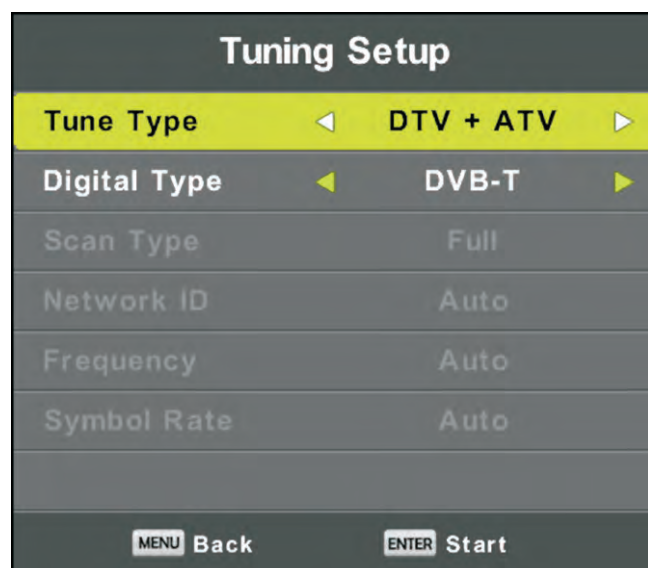 Tuning Setup
Tune Type DTV + ATV
Digital Type DVB-T
Scan Type Full
Network ID Auto
Frequency Auto
Symbol Rate Auto
MENU Back ENTER Start